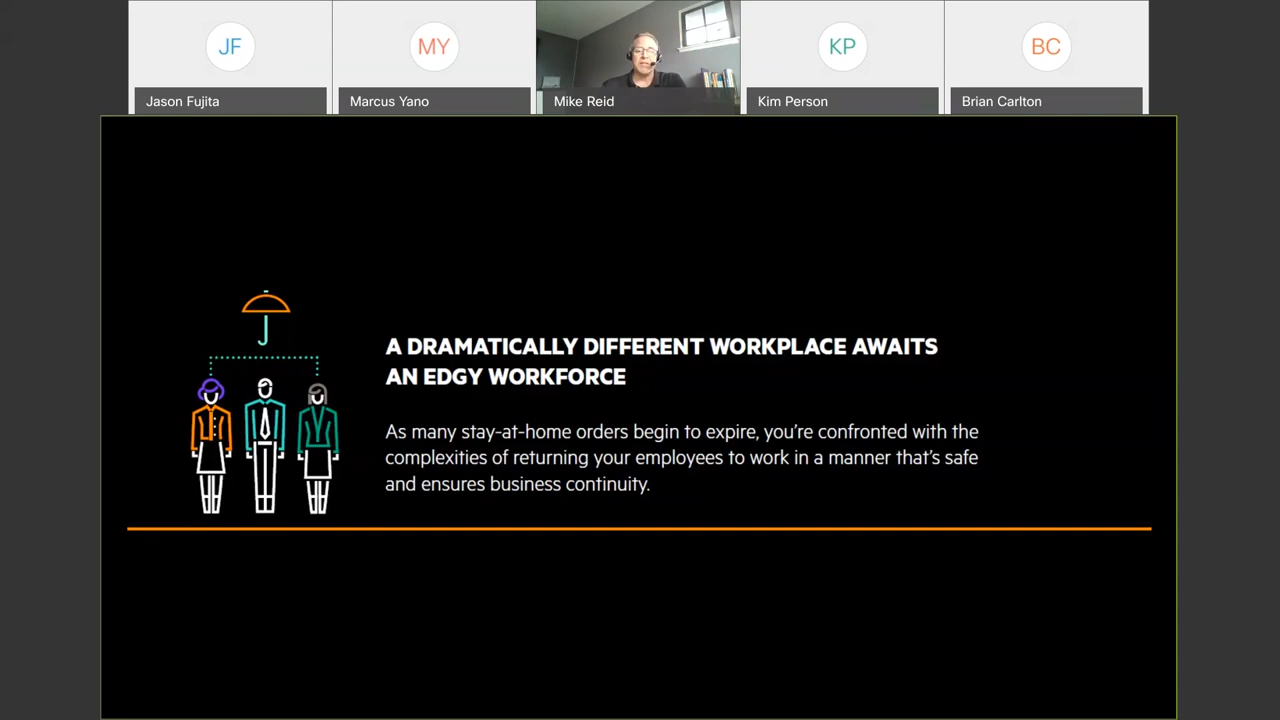 JF
MY
KP
BC
Jason Fujita
Marcus Yano
Mike Reid
Kim Person
Brian Carlton
A DRAMATICALLY DIFFERENT WORKPLACE AWAITS
AN EDGY WORKFORCE
As many stay-at-home orders begin to expire, you’re confronted with the
complexities of returning your employees to work in a manner that’s safe
and ensures business continuity.